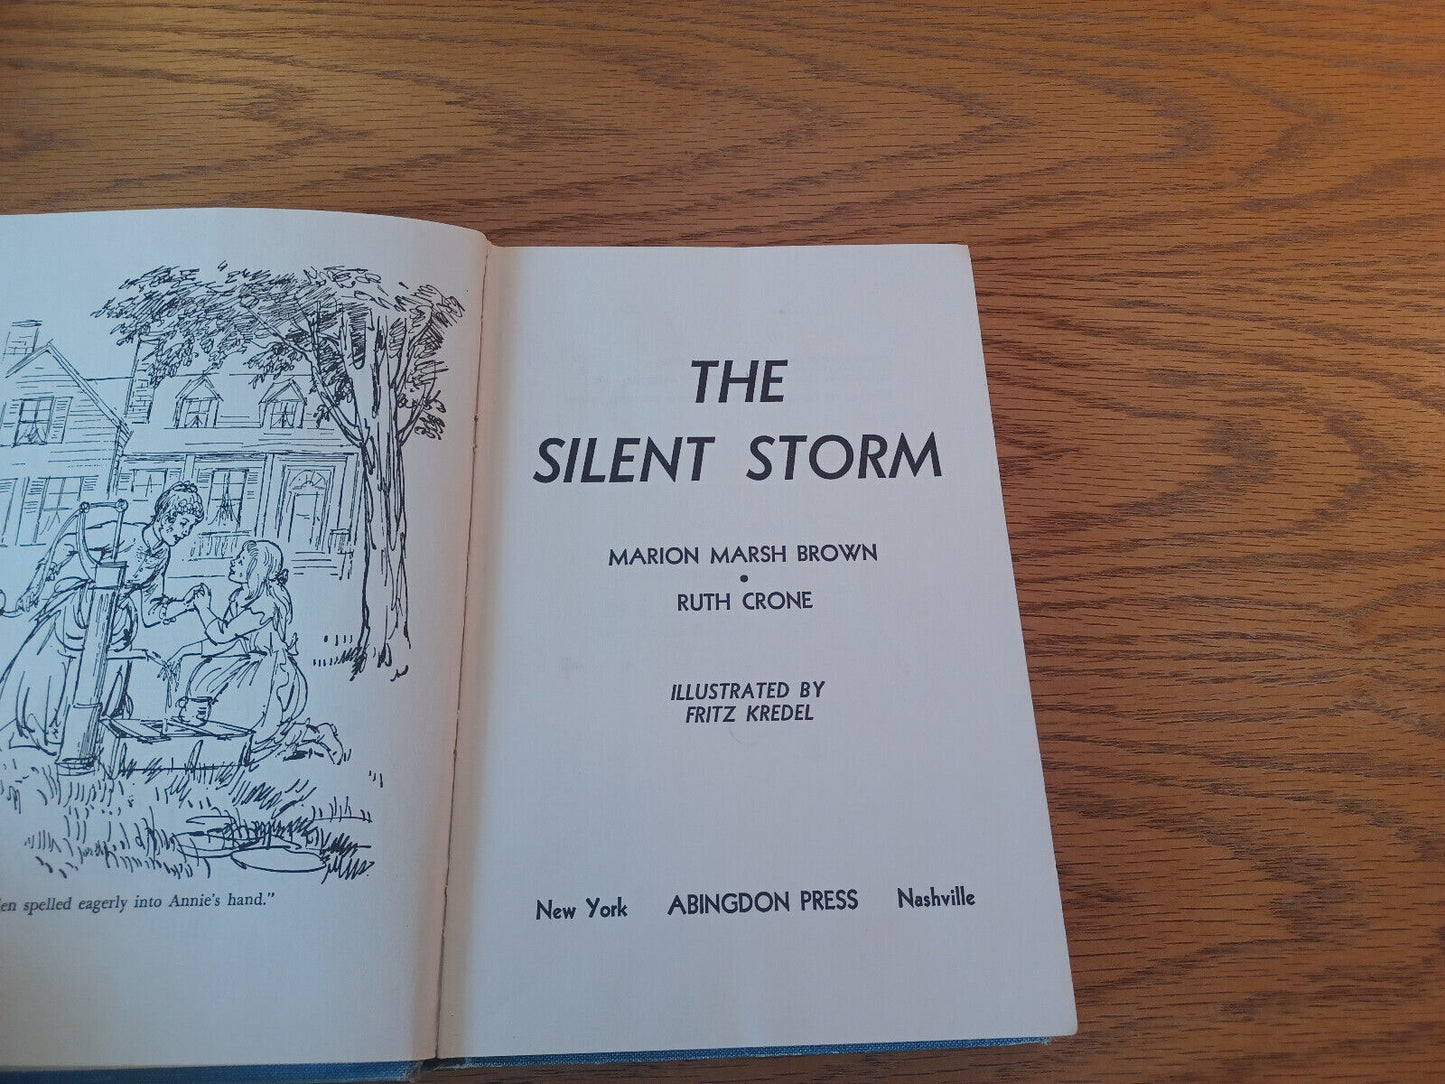 spelled eagerly into Annie's hand."
THE
SILENT STORM
MARION MARSH BROWN
•
RUTH CRONE
ILLUSTRATED BY
FRITZ KREDEL
New York ABINGDON PRESS Nashville